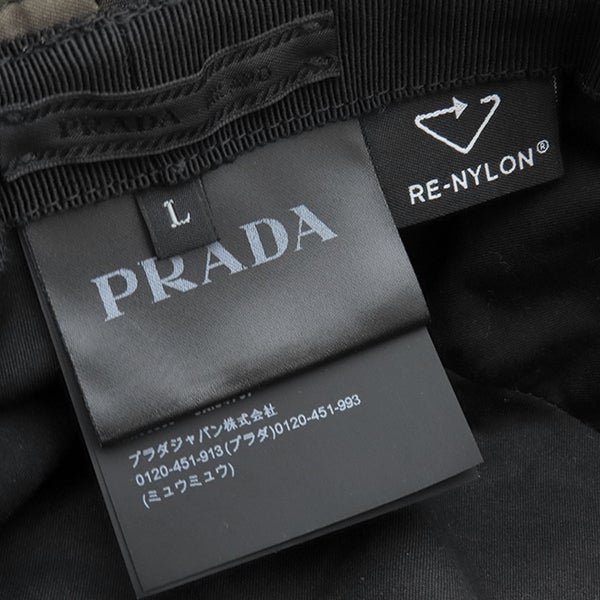 PRADA
RE-NYLON®
L
PRADA
プラダジャパン株式会社
0120-451-913(プラダ)0120-451-993
(ミュウミュウ)